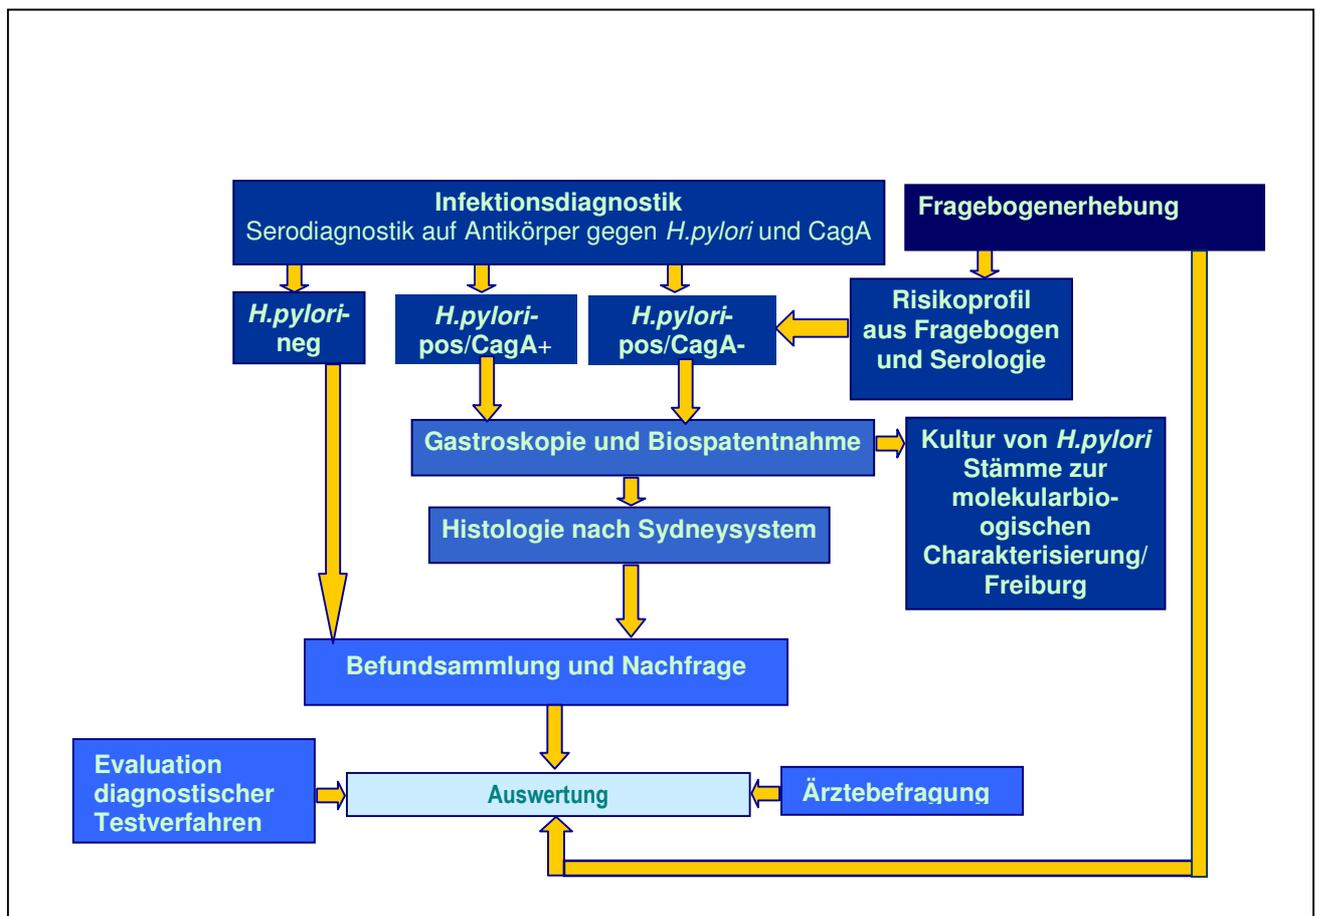 Infektionsdiagnostik
Serodiagnostik auf Antikörper gegen H.pylori und CagA
Fragebogenerhebung
H.pylori-
neg
H.pylori-
pos/CagA+
H.pylori-
pos/CagA-
Risikoprofil
aus Fragebogen
und Serologie
Gastroskopie und Biospatentnahme
Kultur von H.pylori
Stämme zur
molekularbio-
ogischen
Charakterisierung/
Freiburg
Histologie nach Sydneysystem
Befundsammlung und Nachfrage
Evaluation
diagnostischer
Testverfahren
Auswertung
Ärztebefragung